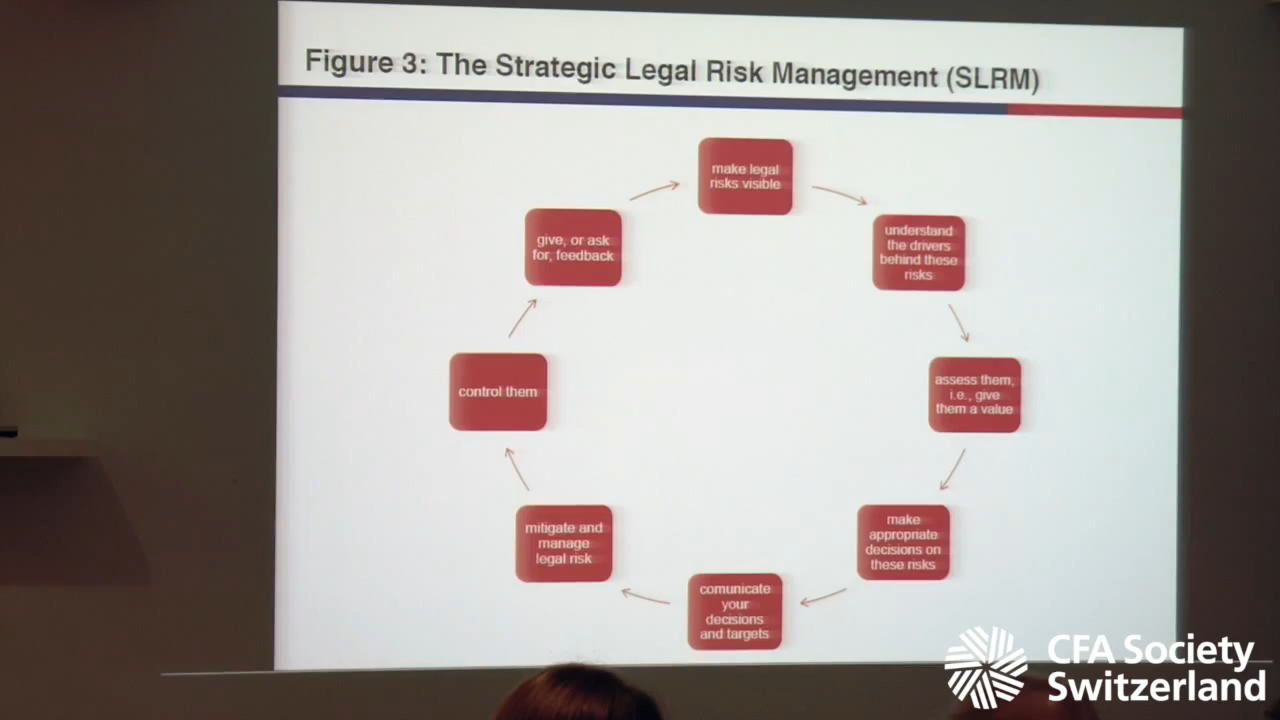 Figure 3: The Strategic Legal Risk Management (SLRM)
make legal
risks visible
understand
the drivers
behind these
risks
assess them,
i.e., give
them a value
make
appropriate
decisions on
these risks
comunicate
your
decisions
and targets
mitigate and
manage
legal risk
control them
give, or ask
for, feedback
CFA Society
Switzerland